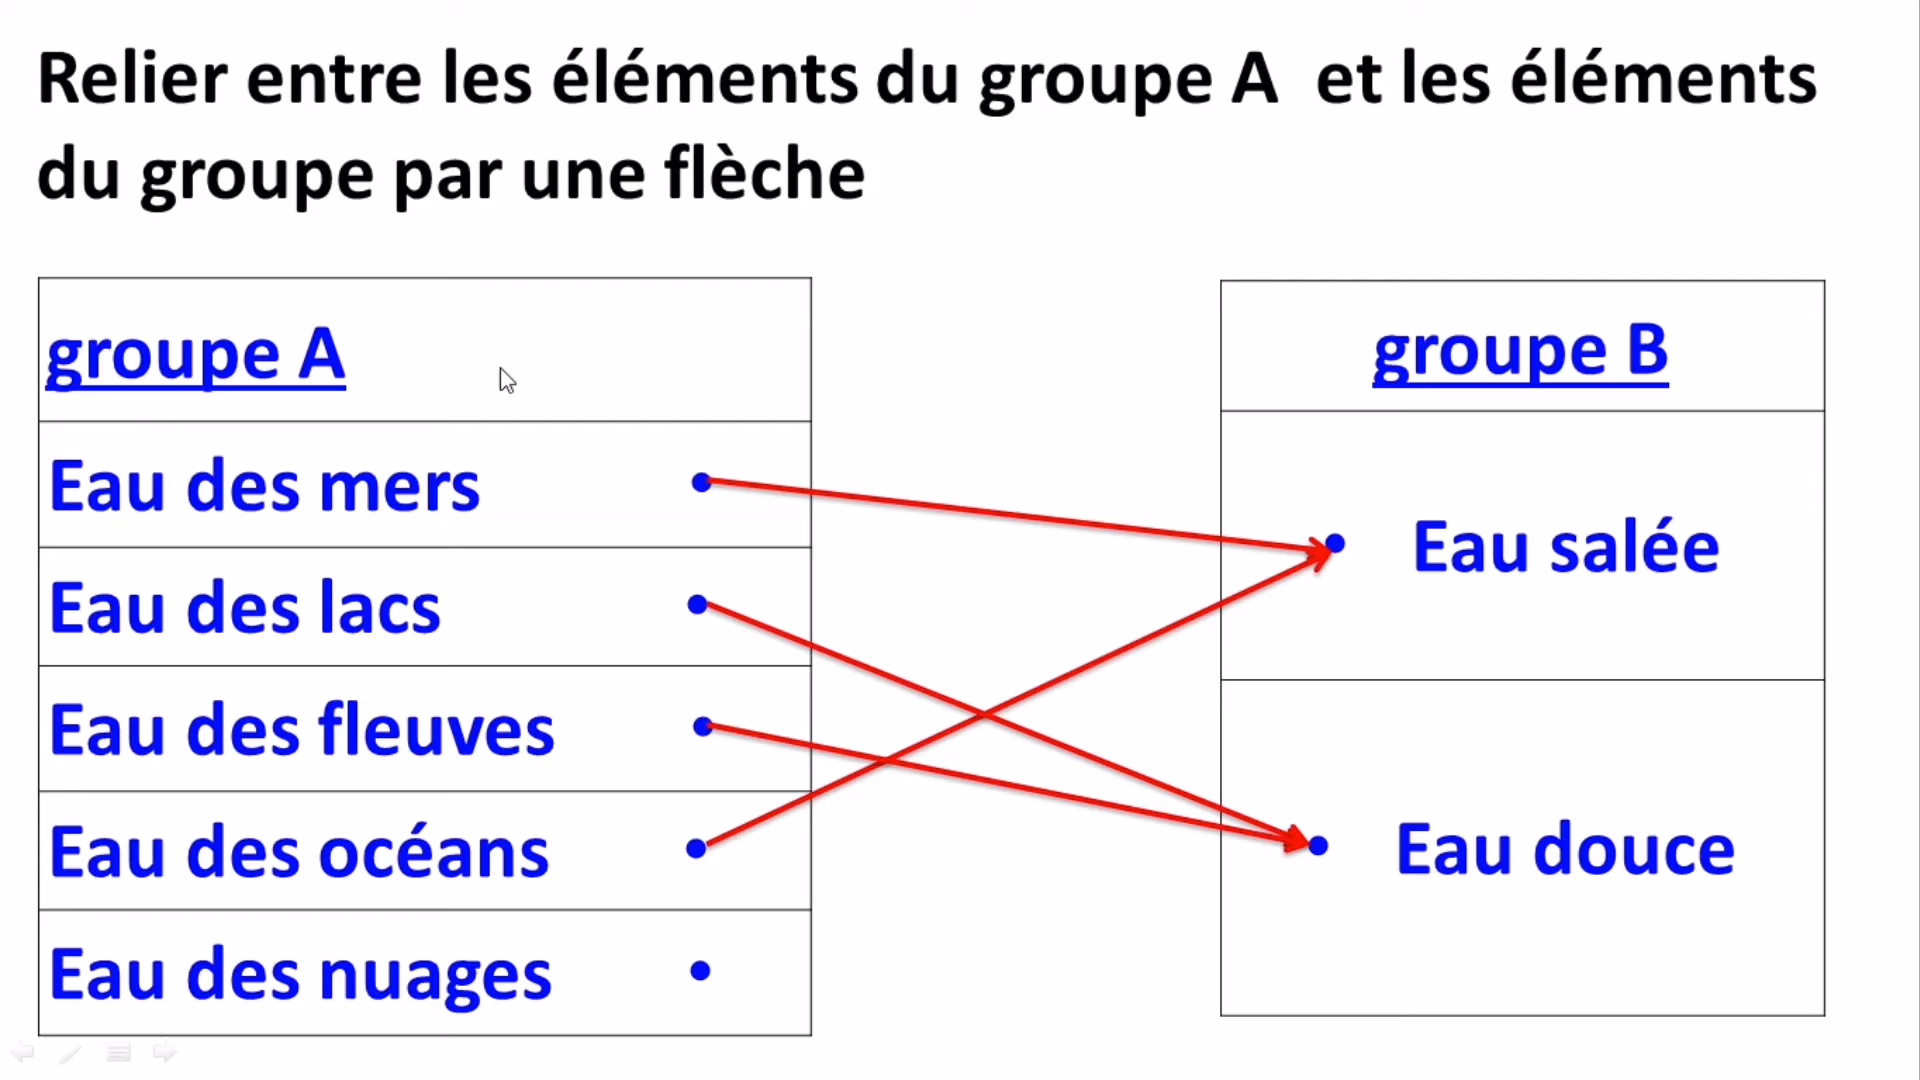 Relier entre les éléments du groupe A et les éléments
du groupe par une flèche
groupe A
Eau des mers
Eau des lacs
Eau des fleuves
Eau des océans
Eau des nuages
groupe B
Eau salée
Eau douce